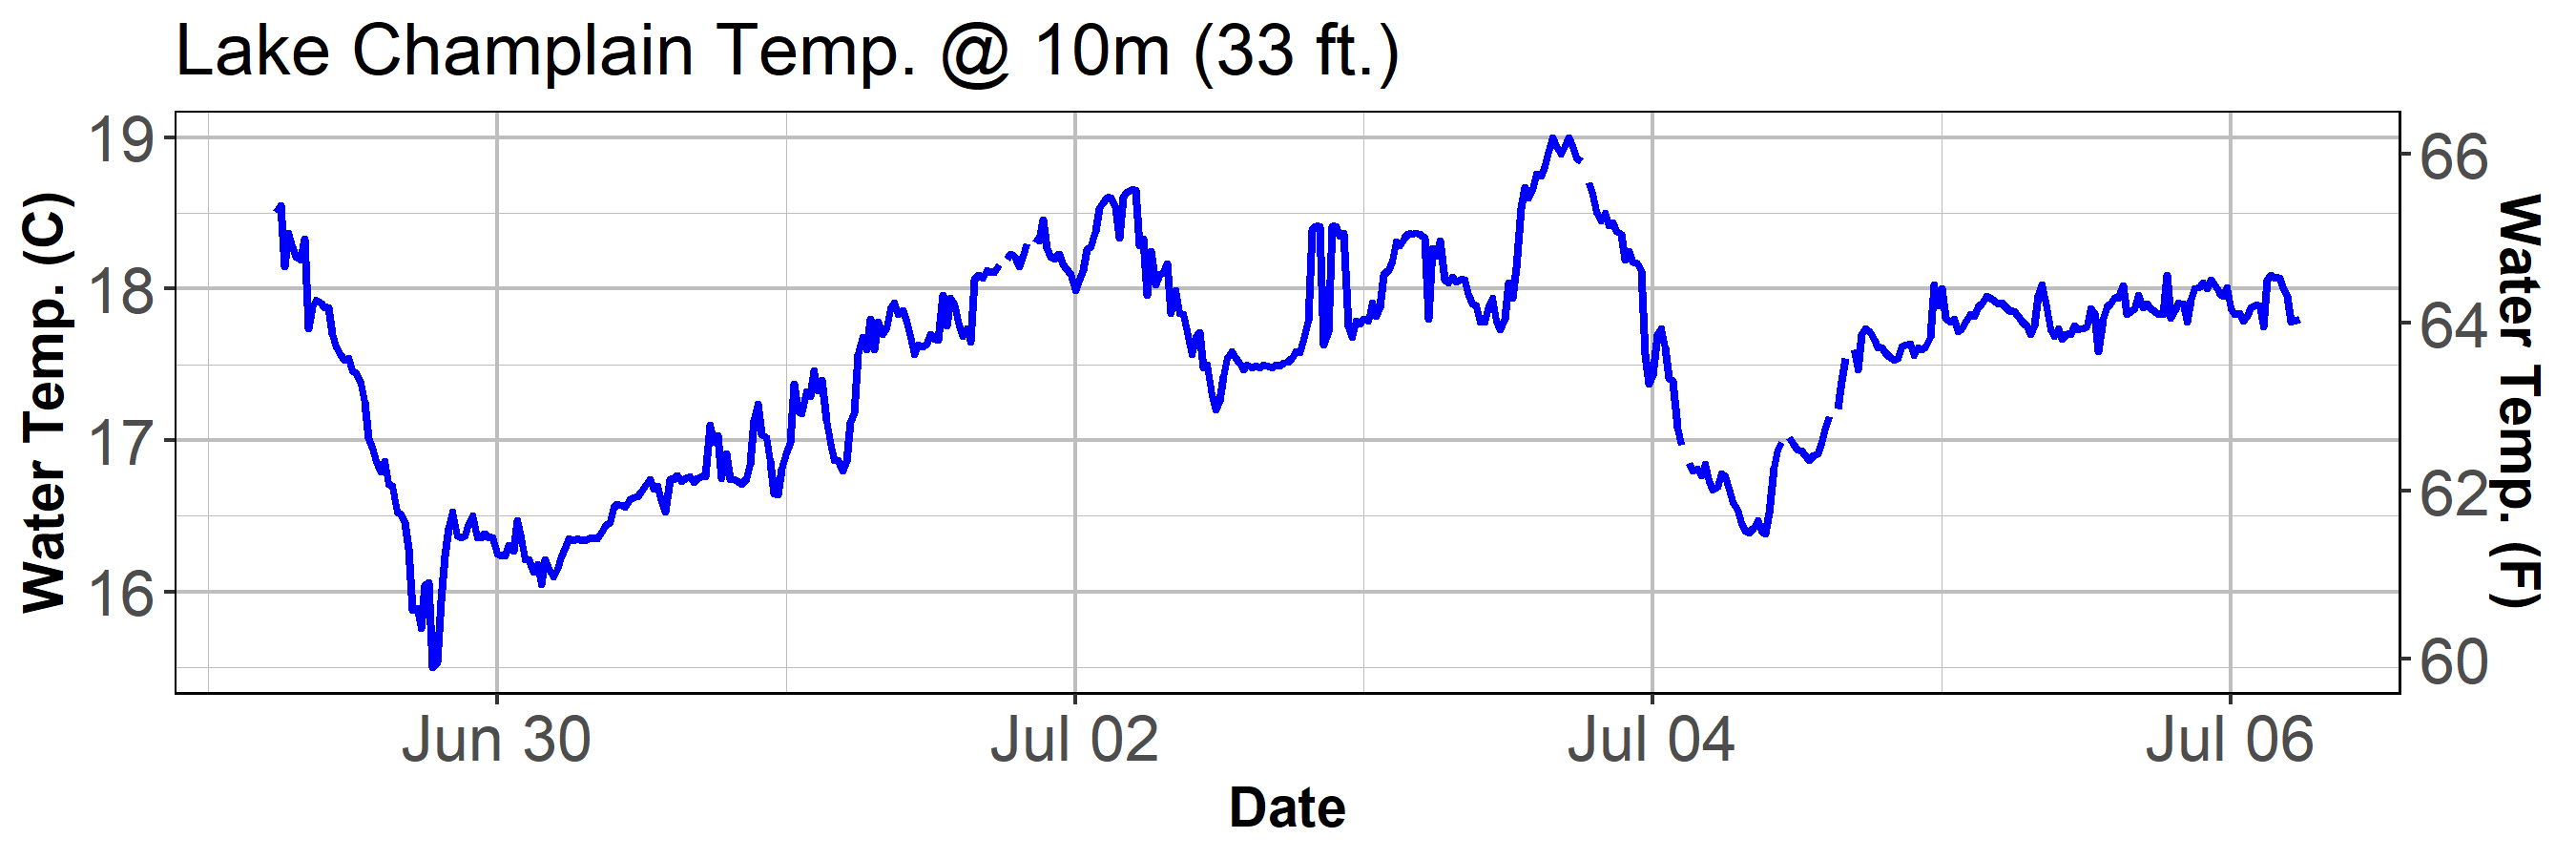 Lake Champlain Temp. @ 10m (33 ft.)
Water Temp. (C)
19
18
17
16
66
64
62
60
Water Temp. (F)
Jun 30
Jul 02
Jul 04
Jul 06
Date